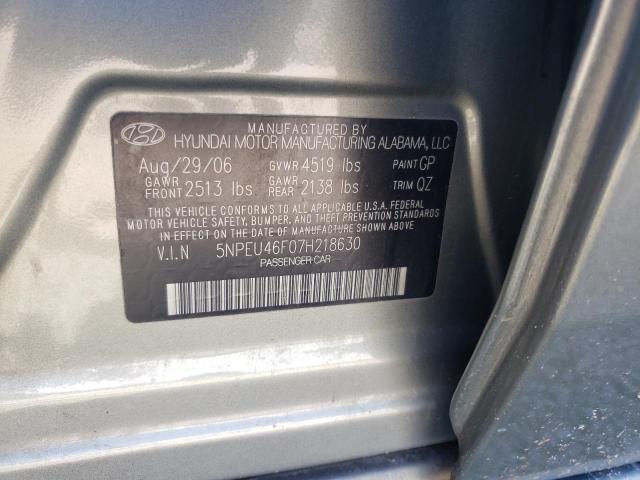 MANUFACTURED BY
HYUNDAI MOTOR MANUFACTURING ALABAMA, LLC
Aug/29/06 GVWR 4519 lbs PAINT GP
GAWR FRONT 2513 lbs GAWR REAR 2138 lbs TRIM QZ
THIS VEHICLE CONFORMS TO ALL APPLICABLE U.S.A. FEDERAL
MOTOR VEHICLE SAFETY, BUMPER, AND THEFT PREVENTION STANDARDS
IN EFFECT ON THE DATE OF MANUFACTURE SHOWN ABOVE.
V.I.N 5NPEU46F07H218630
PASSENGER CAR